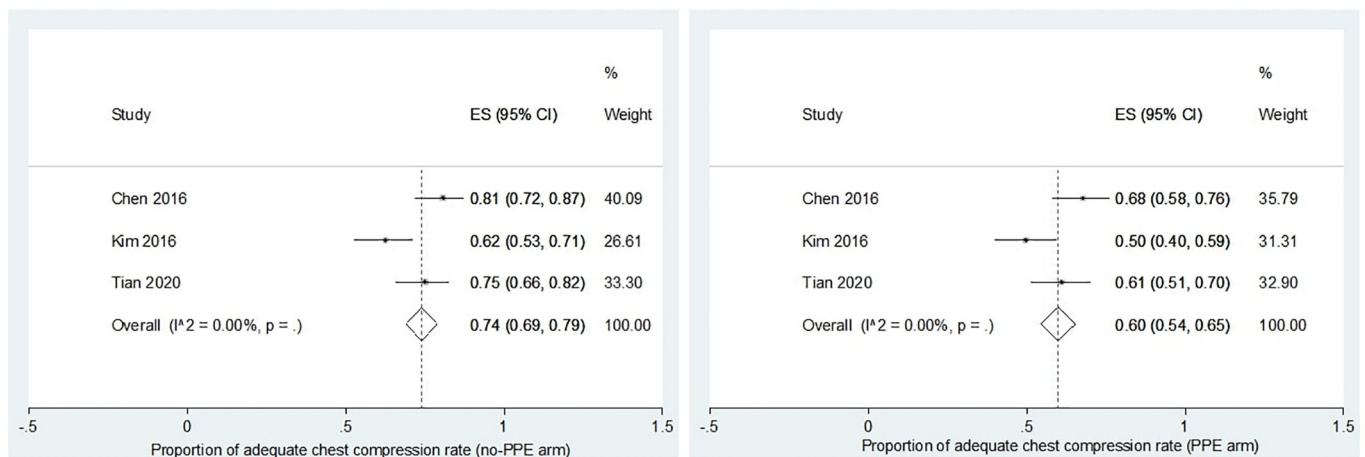 %
Study ES (95% CI) Weight
Chen 2016 0.81 (0.72, 0.87) 40.09
Kim 2016 0.62 (0.53, 0.71) 26.61
Tian 2020 0.75 (0.66, 0.82) 33.30
Overall (I^2 = 0.00%, p = .) 0.74 (0.69, 0.79) 100.00
-.5 0 .5 1 1.5
Proportion of adequate chest compression rate (no-PPE arm)
%
Study ES (95% CI) Weight
Chen 2016 0.68 (0.58, 0.76) 35.79
Kim 2016 0.50 (0.40, 0.59) 31.31
Tian 2020 0.61 (0.51, 0.70) 32.90
Overall (I^2 = 0.00%, p = .) 0.60 (0.54, 0.65) 100.00
-.5 0 .5 1 1.5
Proportion of adequate chest compression rate (PPE arm)